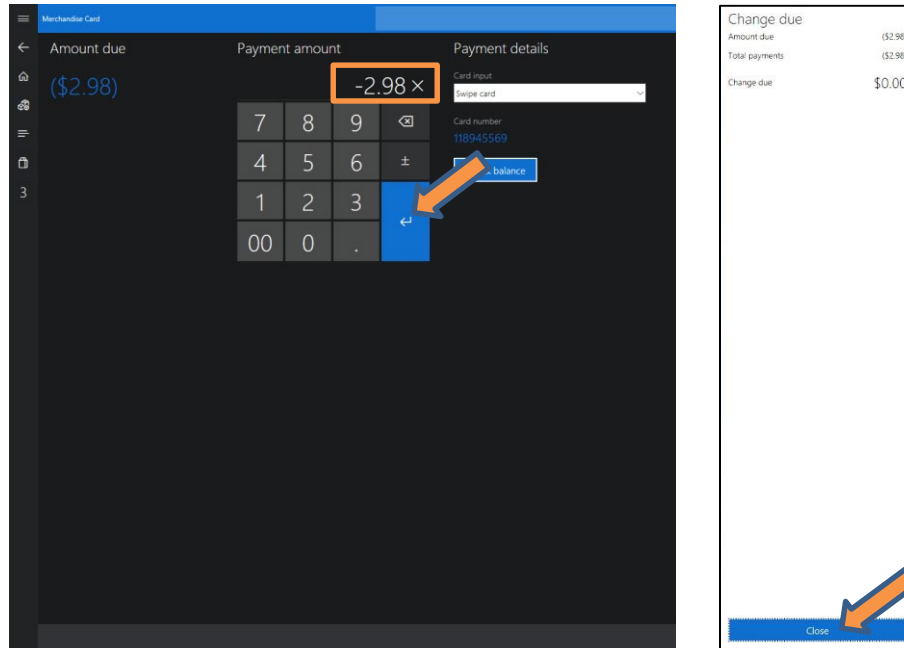 Merchandise Card
Amount due
($2.98)
Payment amount
-2.98 ×
7 8 9
4 5 6 ±
1 2 3
00 0 .
3
Payment details
Card input
Swipe card
Card number
118945569
balance
Change due
Amount due ($2.98
Total payments ($2.98
Change due $0.00
Close